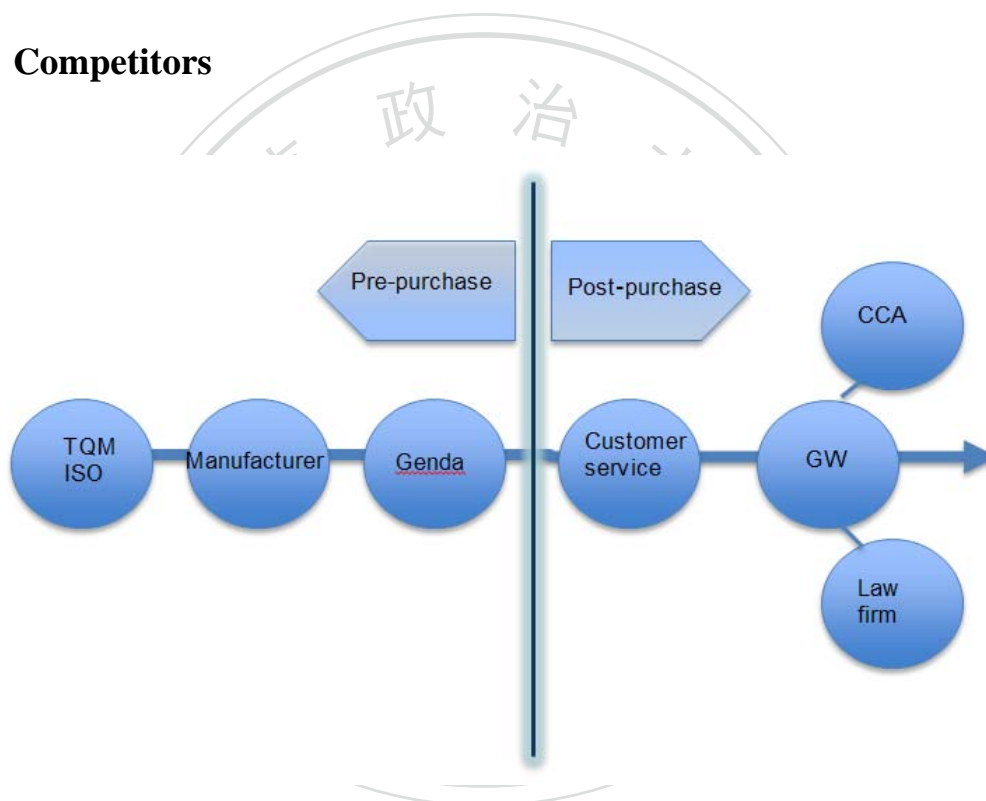 Competitors
政 治
Pre-purchase
Post-purchase
CCA
TQM
ISO
Manufacturer
Genda
Customer
service
GW
Law
firm